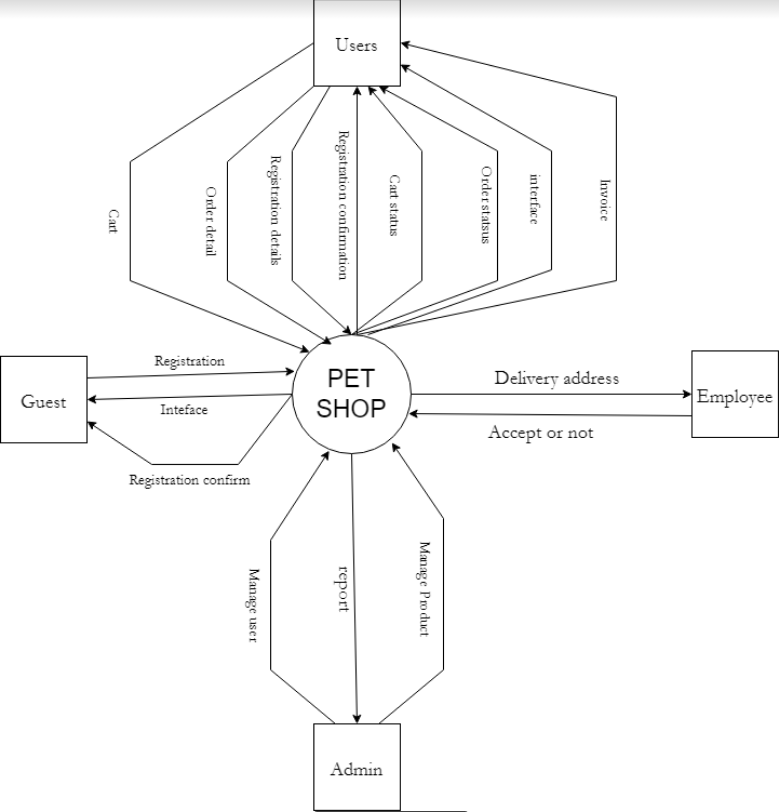 Users
Cart
Order detail
Registration details
Registration confirmation
Cart status
Order statsus
interface
Invoice
Registration
Guest
Inteface
Registration confirm
PET
SHOP
Delivery address
Employee
Accept or not
Manage user
report
Manage Product
Admin